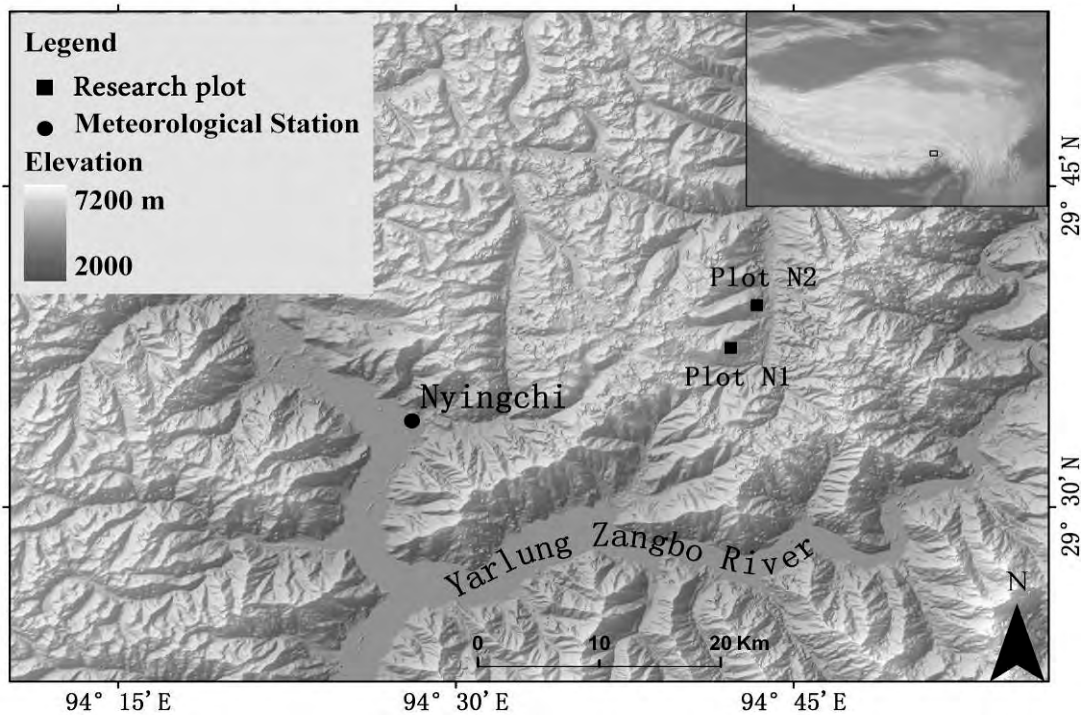 Legend
Research plot
Meteorological Station
Elevation
7200 m
2000
29° 45' N
Plot N2
Plot N1
Nyingchi
29° 30' N
Yarlung Zangbo River
N
0 10 20 Km
94° 15' E 94° 30' E 94° 45' E